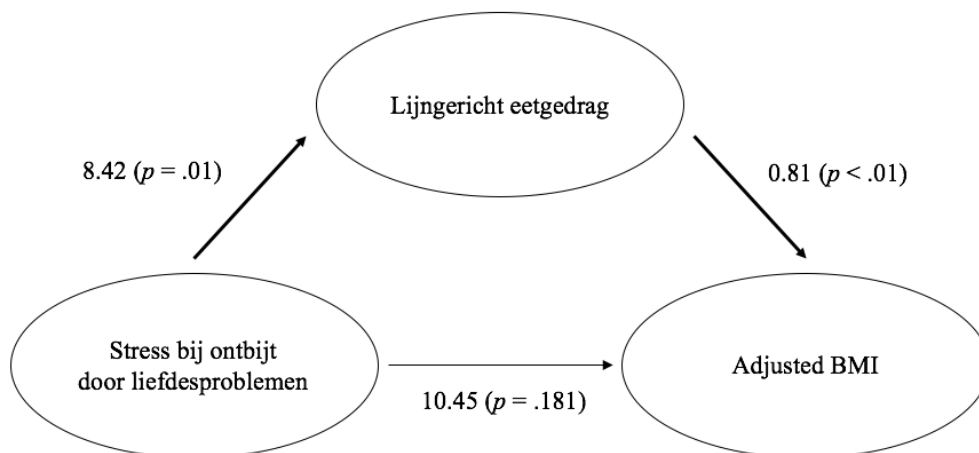 Lijngericht eetgedrag
8.42 (p = .01)
0.81 (p < .01)
Stress bij ontbijt
door liefdesproblemen
Adjusted BMI
10.45 (p = .181)